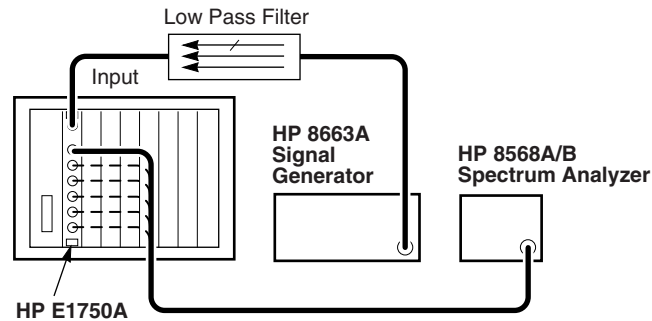 Low Pass Filter
Input
HP 8663A
Signal
Generator
HP 8568A/B
Spectrum Analyzer
HP E1750A